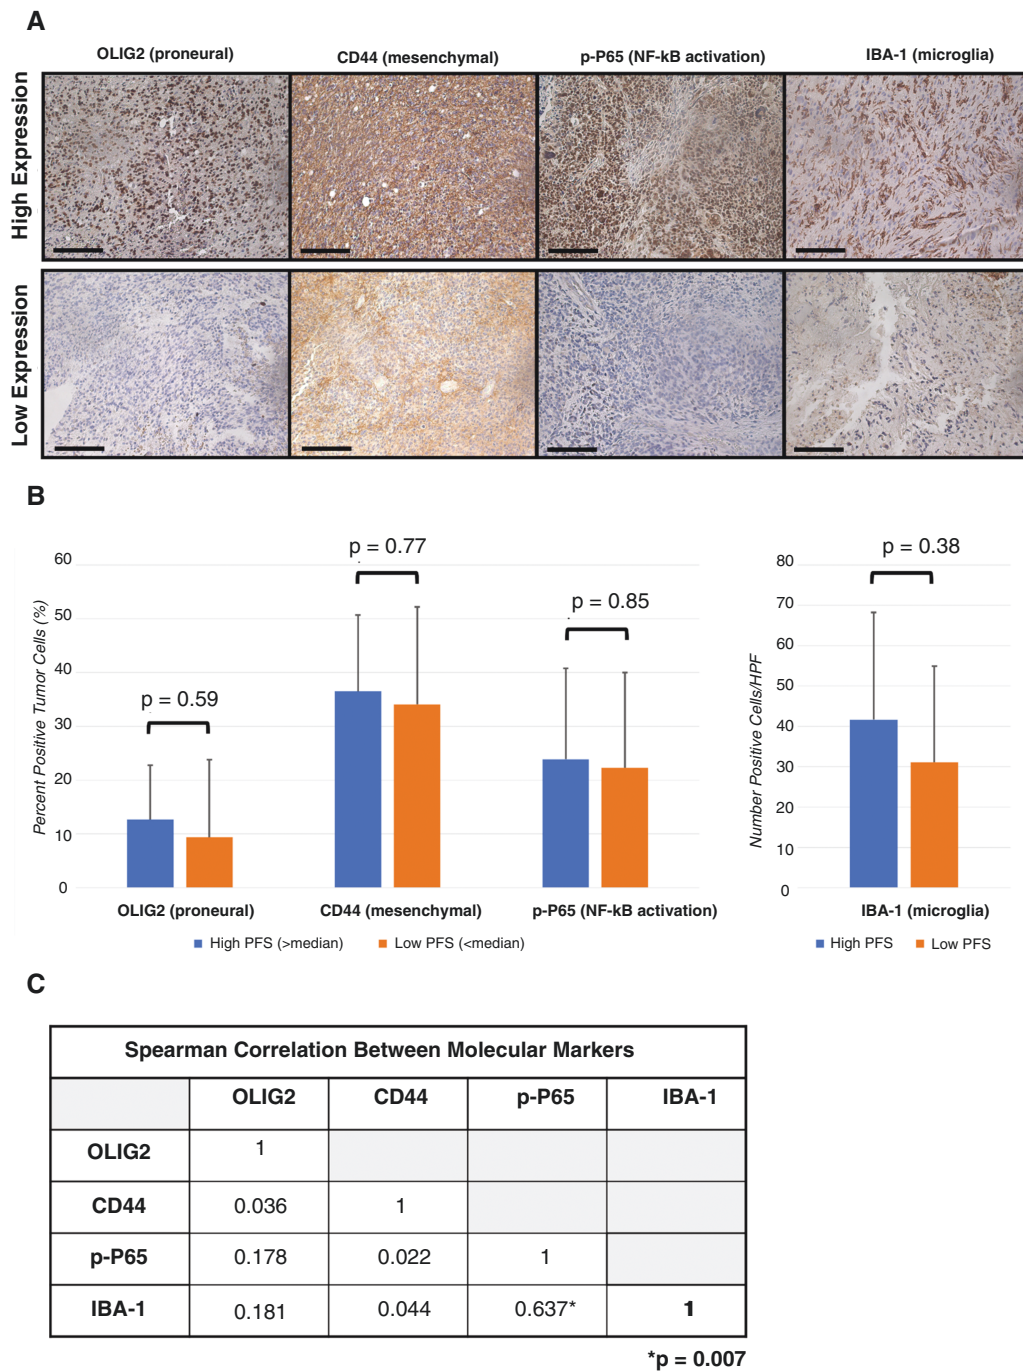 A
OLIG2 (proneural)
CD44 (mesenchymal)
p-P65 (NF-kB activation)
IBA-1 (microglia)
High Expression
Low Expression
B
Percent Positive Tumor Cells (%)
60
50
40
30
20
10
0
p = 0.59
p = 0.77
p = 0.85
OLIG2 (proneural)
CD44 (mesenchymal)
p-P65 (NF-kB activation)
High PFS (>median)
Low PFS (<median)
Number Positive Cells/HPF
80
70
60
50
40
30
20
10
0
p = 0.38
IBA-1 (microglia)
High PFS
Low PFS
C
Spearman Correlation Between Molecular Markers
OLIG2 CD44 p-P65 IBA-1
OLIG2 1
CD44 0.036 1
p-P65 0.178 0.022 1
IBA-1 0.181 0.044 0.637* 1
*p = 0.007